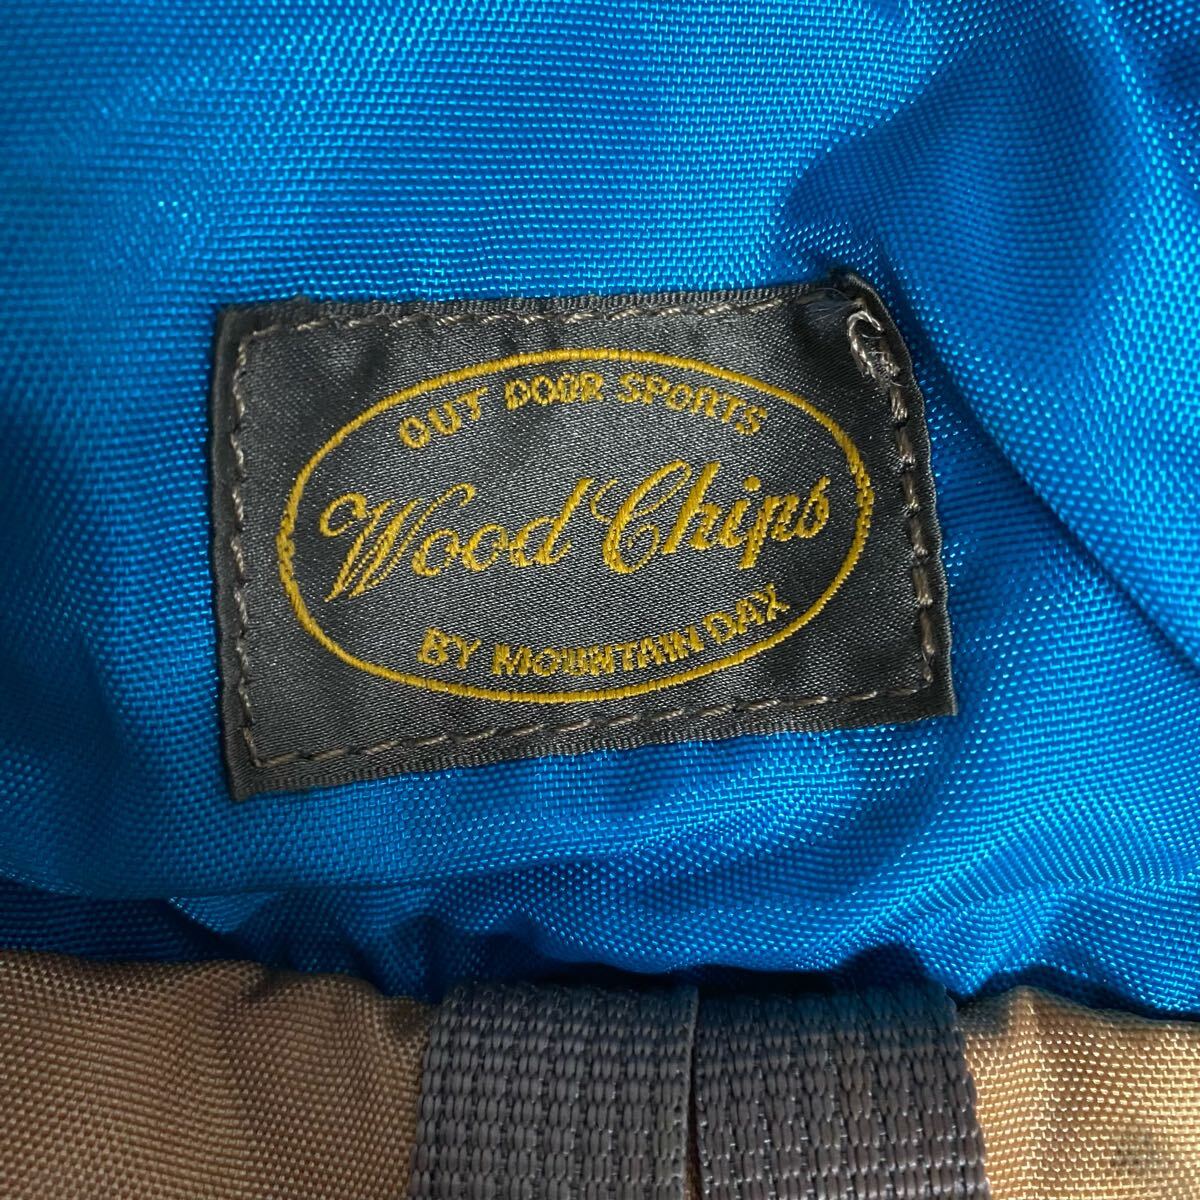 OUT DOOR SPORTS
Wood Chips
BY MOUNTAIN DAX